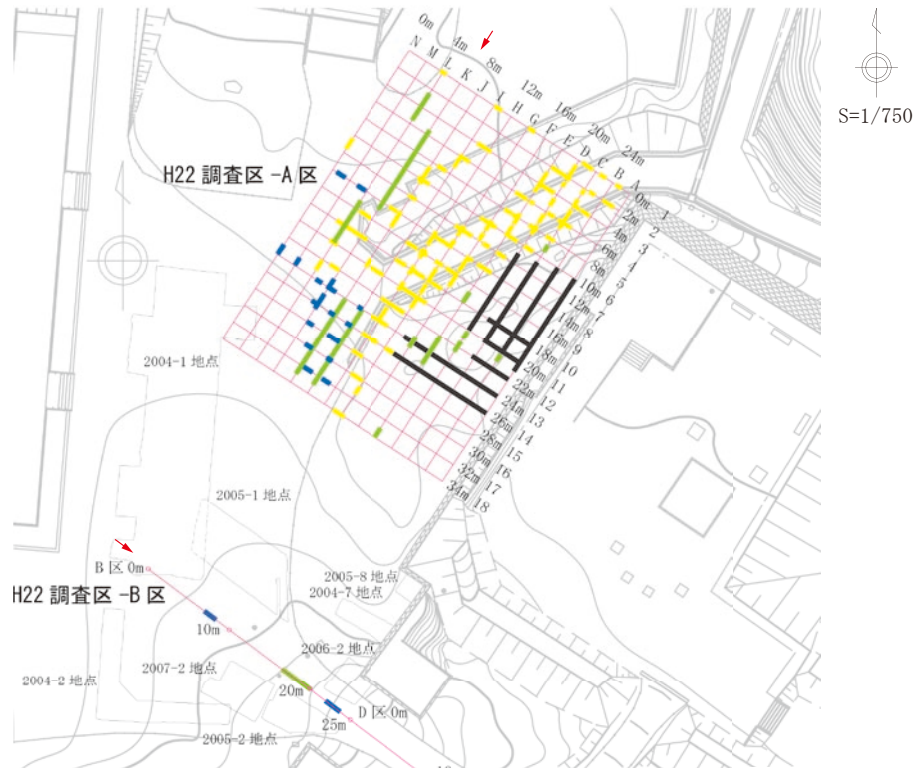 0m
4m
8m
12m
16m
20m
24m
N
M
L
K
J
I
H
G
F
E
D
C
B
A
0m
2m
4m
6m
8m
10m
12m
14m
16m
18m
20m
22m
24m
26m
28m
30m
32m
34m
1
2
3
4
5
6
7
8
9
10
11
12
13
14
15
16
17
18
S=1/750
H22 調査区 -A 区
2004-1 地点
2005-1 地点
B 区 0m
H22 調査区 -B 区
2005-8 地点
2004-7 地点
10m
2006-2 地点
2007-2 地点
2004-2 地点
20m
D 区 0m
25m
2005-2 地点